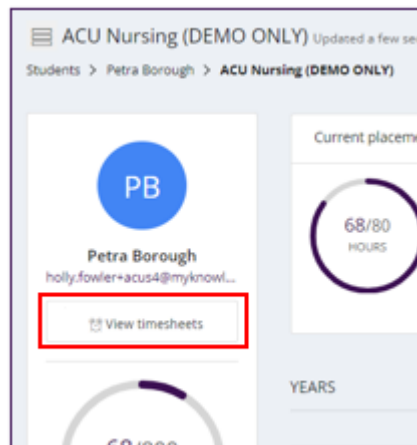 ACU Nursing (DEMO ONLY) Updated a few se
Students > Petra Borough > ACU Nursing (DEMO ONLY)
Current placeme
PB
68/80
HOURS
Petra Borough
holly.fowler+acus4@myknowl...
View timesheets
YEARS